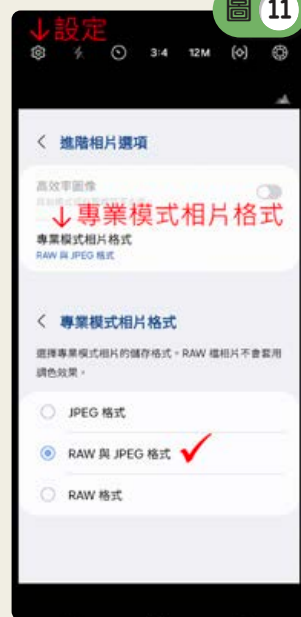 圖 11
↓設定
3:4 12M
進階相片選項
高效率圖像
↓專業模式相片格式
專業模式相片格式
RAW 與 JPEG 格式
專業模式相片格式
選擇專業模式相片的儲存格式。RAW 檔相片不會套用
調色效果。
JPEG 格式
RAW 與 JPEG 格式
RAW 格式